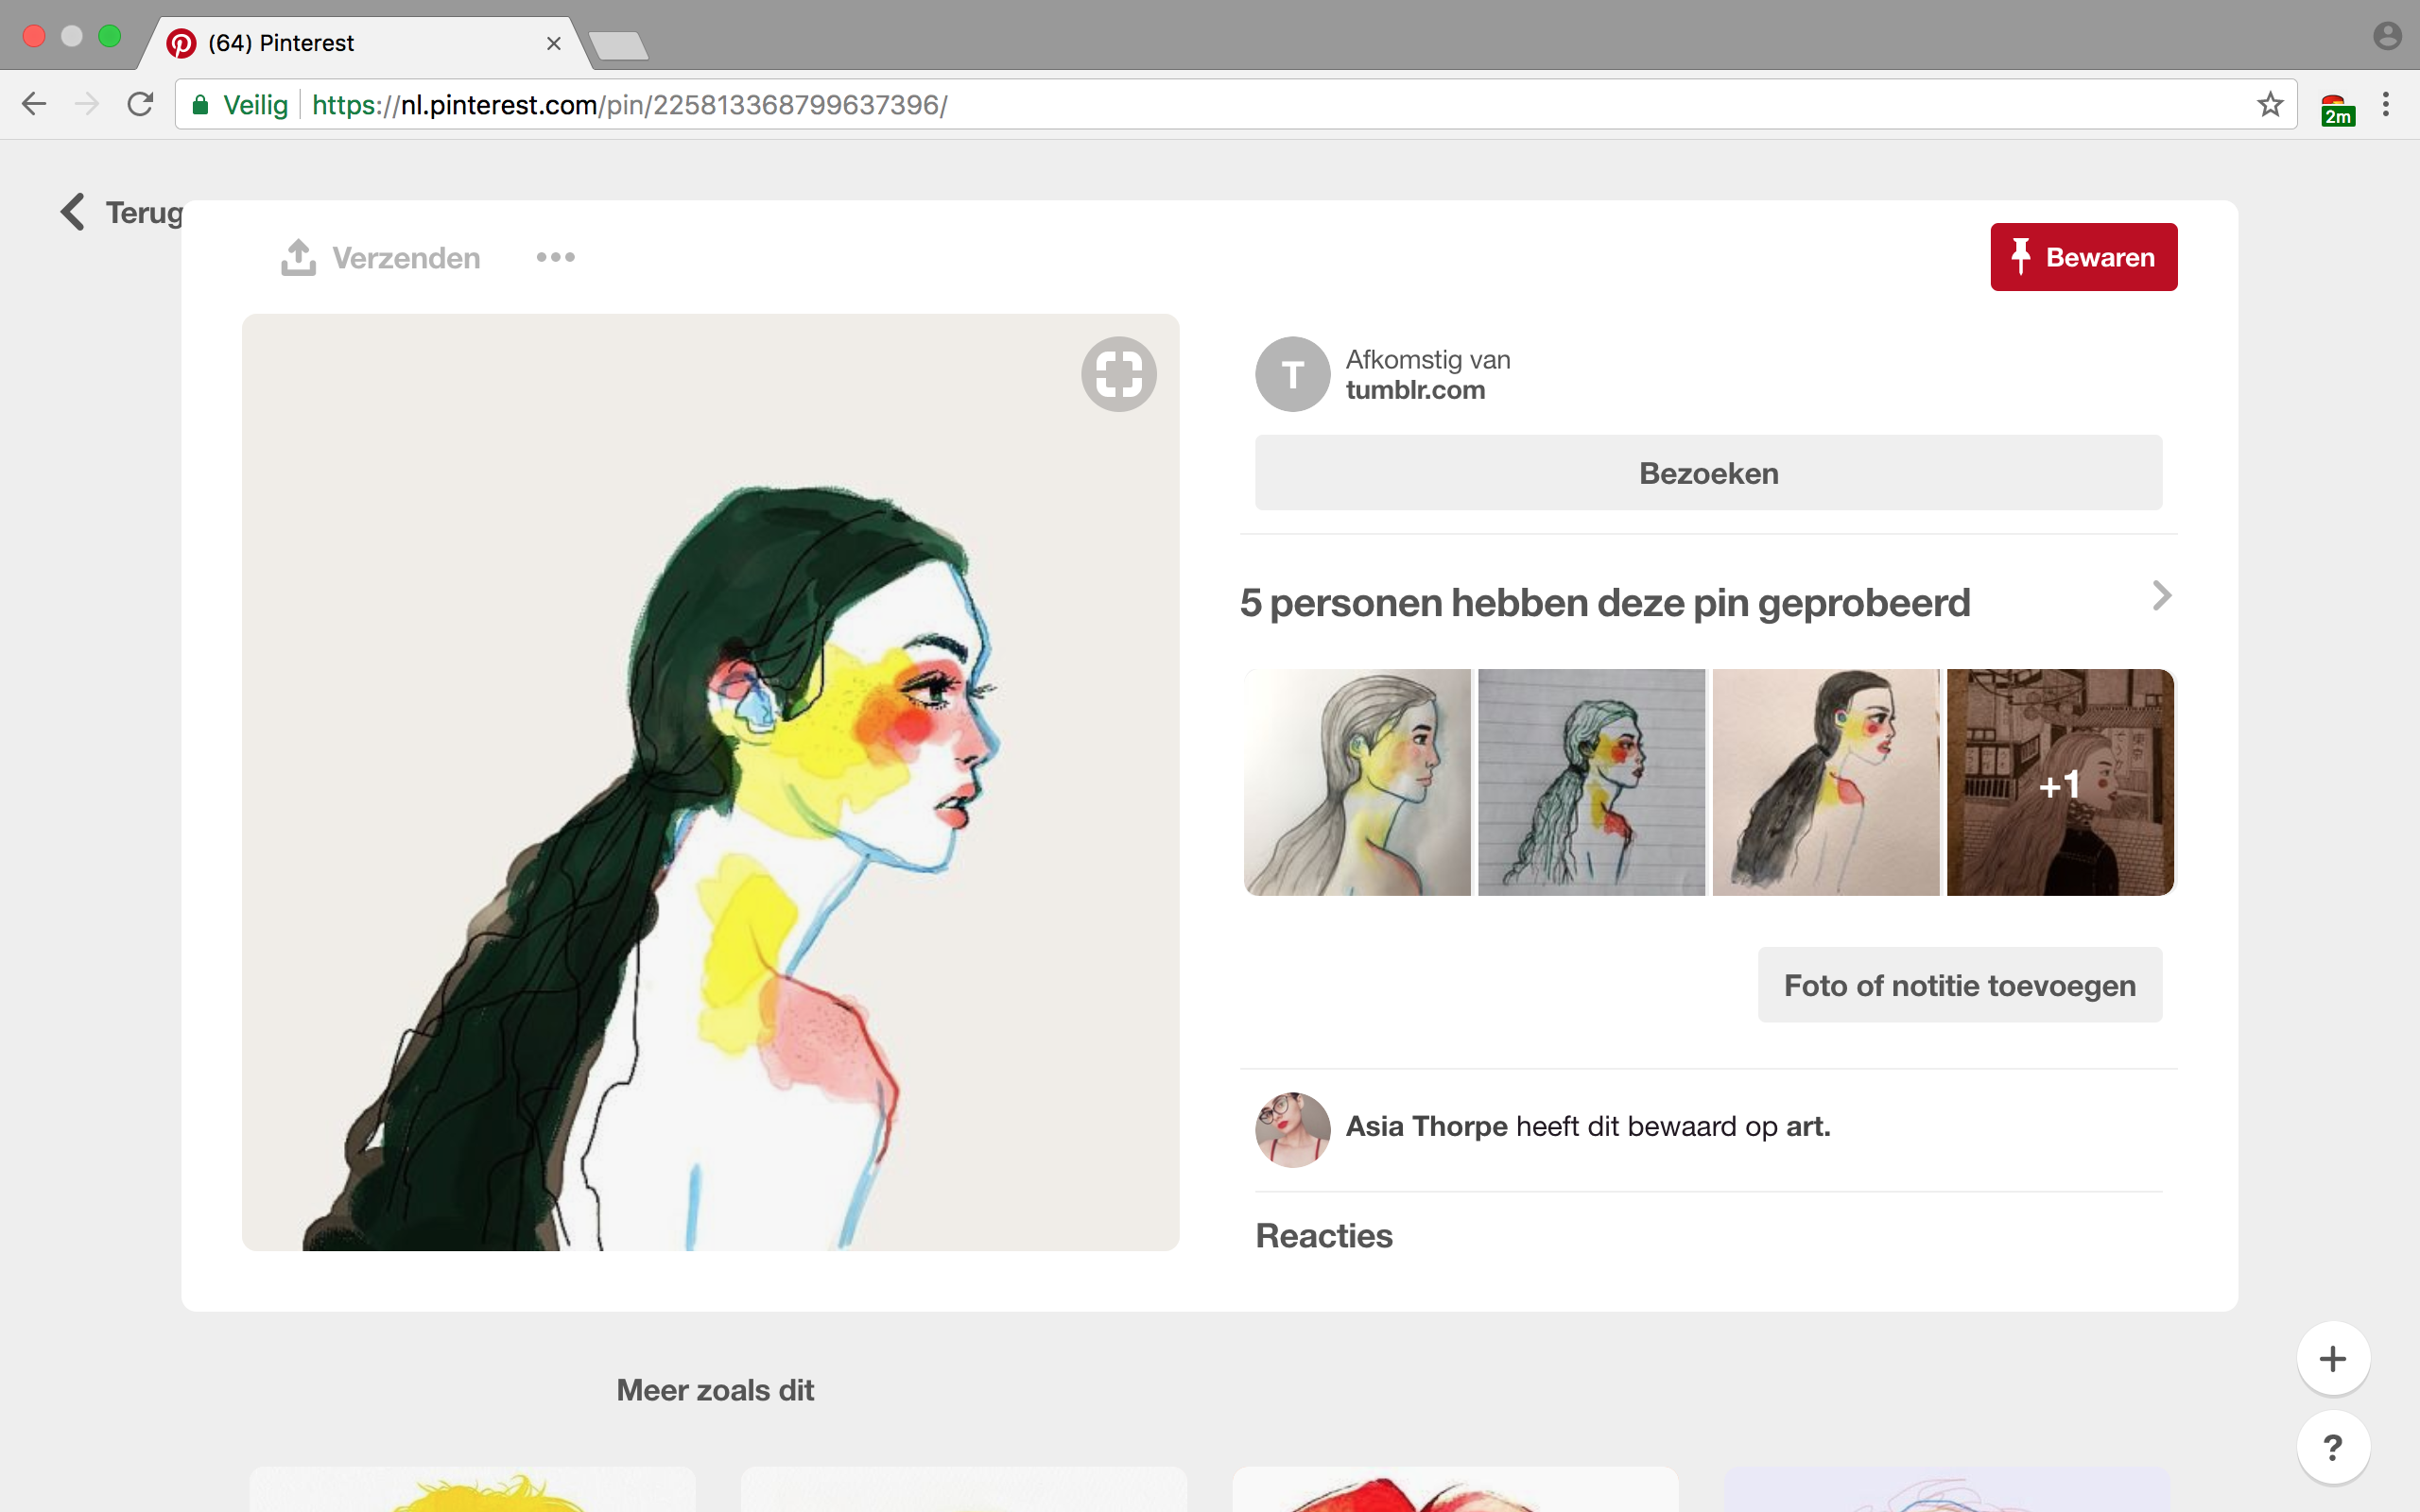 (64) Pinterest
Veilig
https://nl.pinterest.com/pin/225813368799637396/
2m
Terug
Verzenden
Bewaren
T
Afkomstig van
tumblr.com
Bezoeken
5 personen hebben deze pin geprobeerd
+1
Foto of notitie toevoegen
Asia Thorpe heeft dit bewaard op art.
Reacties
Meer zoals dit
+
?